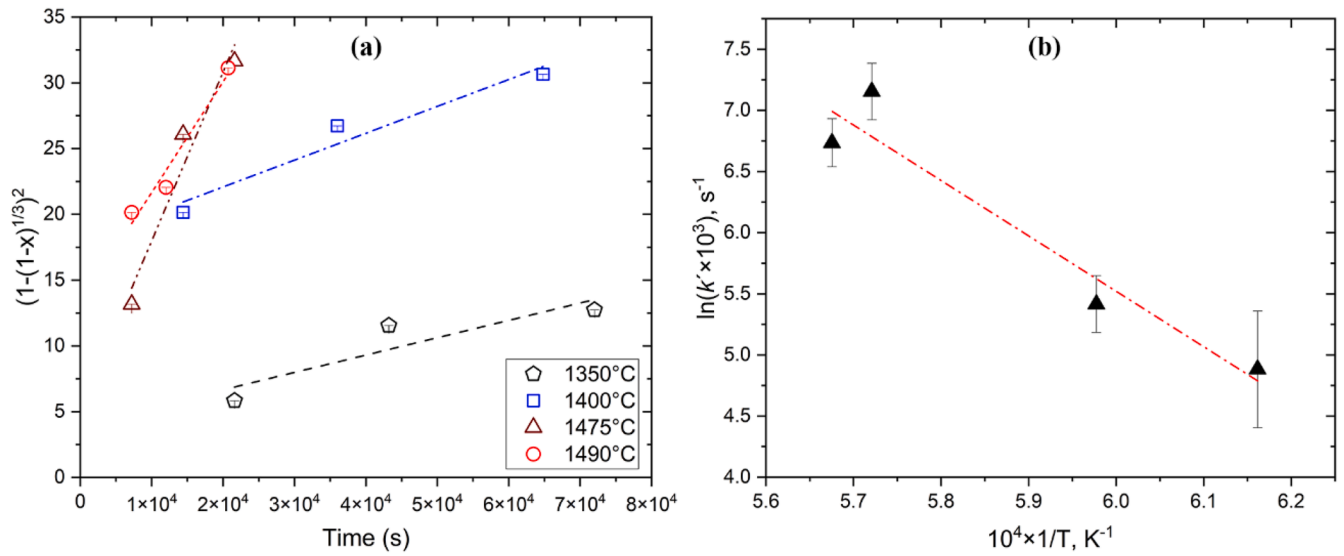 (a)
35
30
25
20
15
10
5
0
(1-(1-x)^1/3)^2
0 1×10^4 2×10^4 3×10^4 4×10^4 5×10^4 6×10^4 7×10^4 8×10^4
Time (s)
1350°C
1400°C
1475°C
1490°C
(b)
7.5
7.0
6.5
6.0
5.5
5.0
4.5
4.0
ln(k´×10^3), s^-1
5.6 5.7 5.8 5.9 6.0 6.1 6.2
10^4×1/T, K^-1